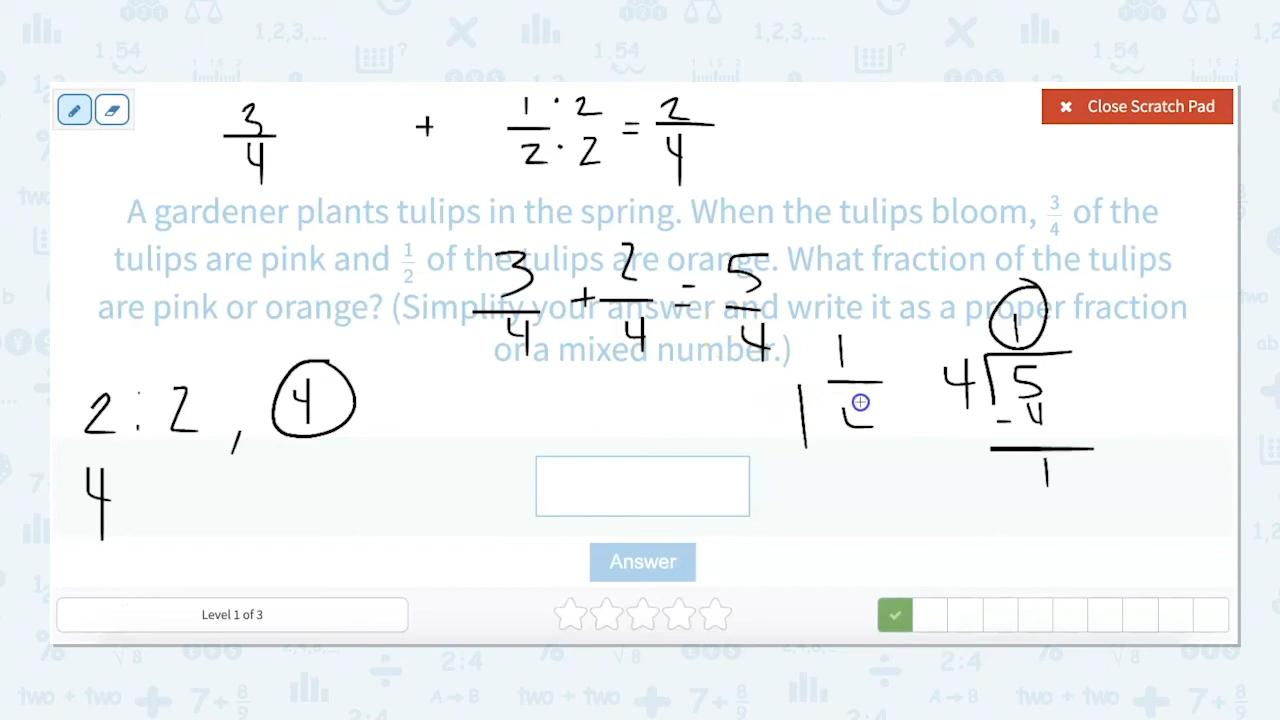 3/4 + 1/2 · 2/2 = 2/4
Close Scratch Pad
A gardener plants tulips in the spring. When the tulips bloom, 3/4 of the
tulips are pink and 1/2 of the tulips are orange. What fraction of the tulips
are pink or orange? (Simplify your answer and write it as a proper fraction
or a mixed number.)
3/4 + 2/4 = 5/4
2 : 2 , 4
4
1 1
1
4 5
- 4
1
Answer
Level 1 of 3